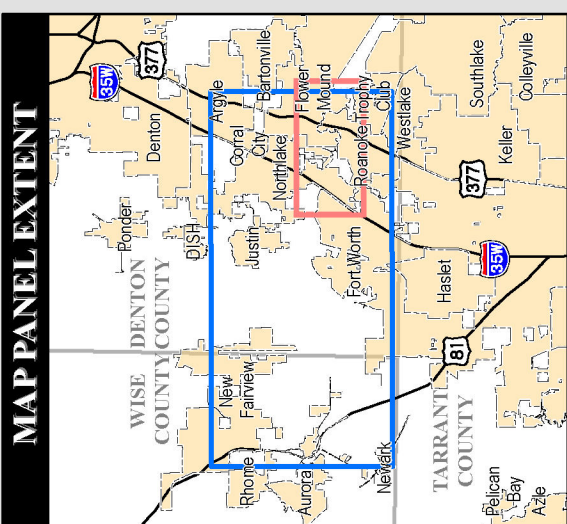 MAP PANEL EXTENT
377
35W
Denton
Argyle
Bartonville
Flower
Mound
Trophy
Club
Corral
City
Northlake
Roanoke
Westlake
Southlake
Colleyville
Keller
377
Ponder
DISH
Justin
Fort Worth
Haslet
35W
WISE
COUNTY
DENTON
COUNTY
81
New
Fairview
Rhome
Aurora
Newark
TARRANT
COUNTY
Pelican
Bay
Azle